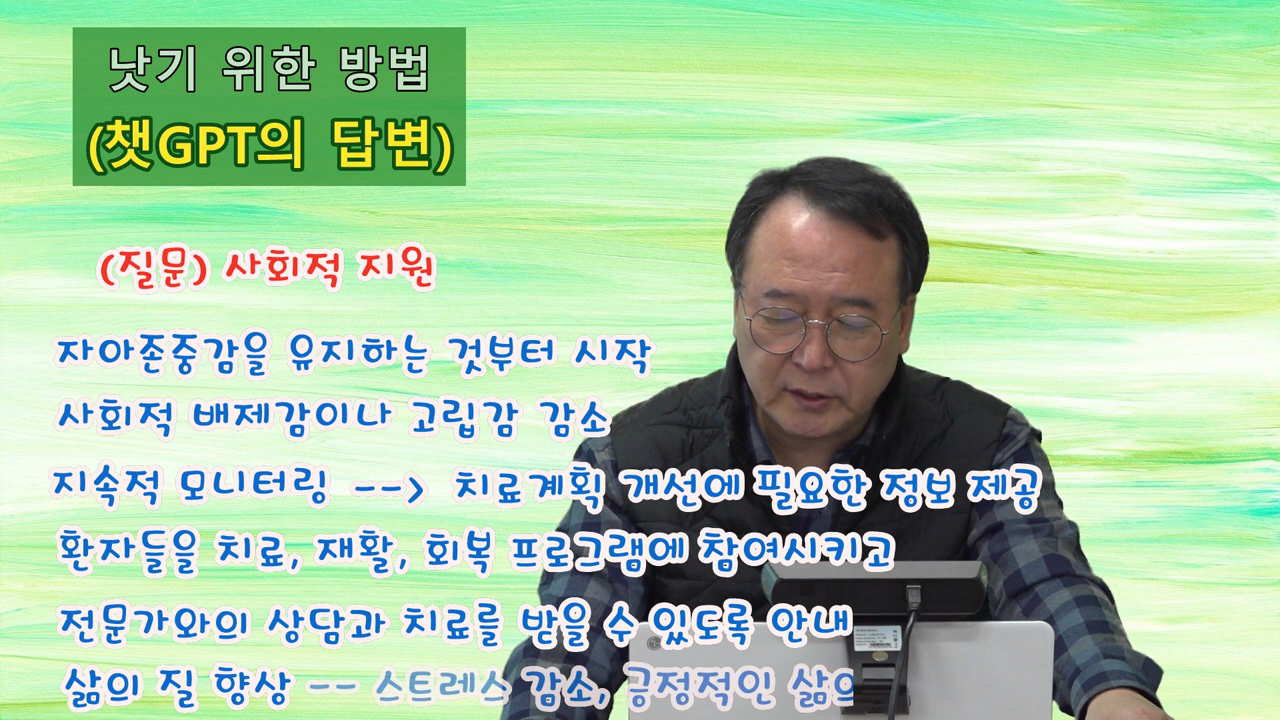 낫기 위한 방법
(챗GPT의 답변)
(질문) 사회적 지원
자아존중감을 유지하는 것부터 시작
사회적 배제감이나 고립감 감소
지속적 모니터링 --> 치료계획 개선에 필요한 정보 제공
환자들을 치료, 재활, 회복 프로그램에 참여시키고
전문가와의 상담과 치료를 받을 수 있도록 안내
삶의 질 향상 -- 스트레스 감소, 긍정적인 삶의